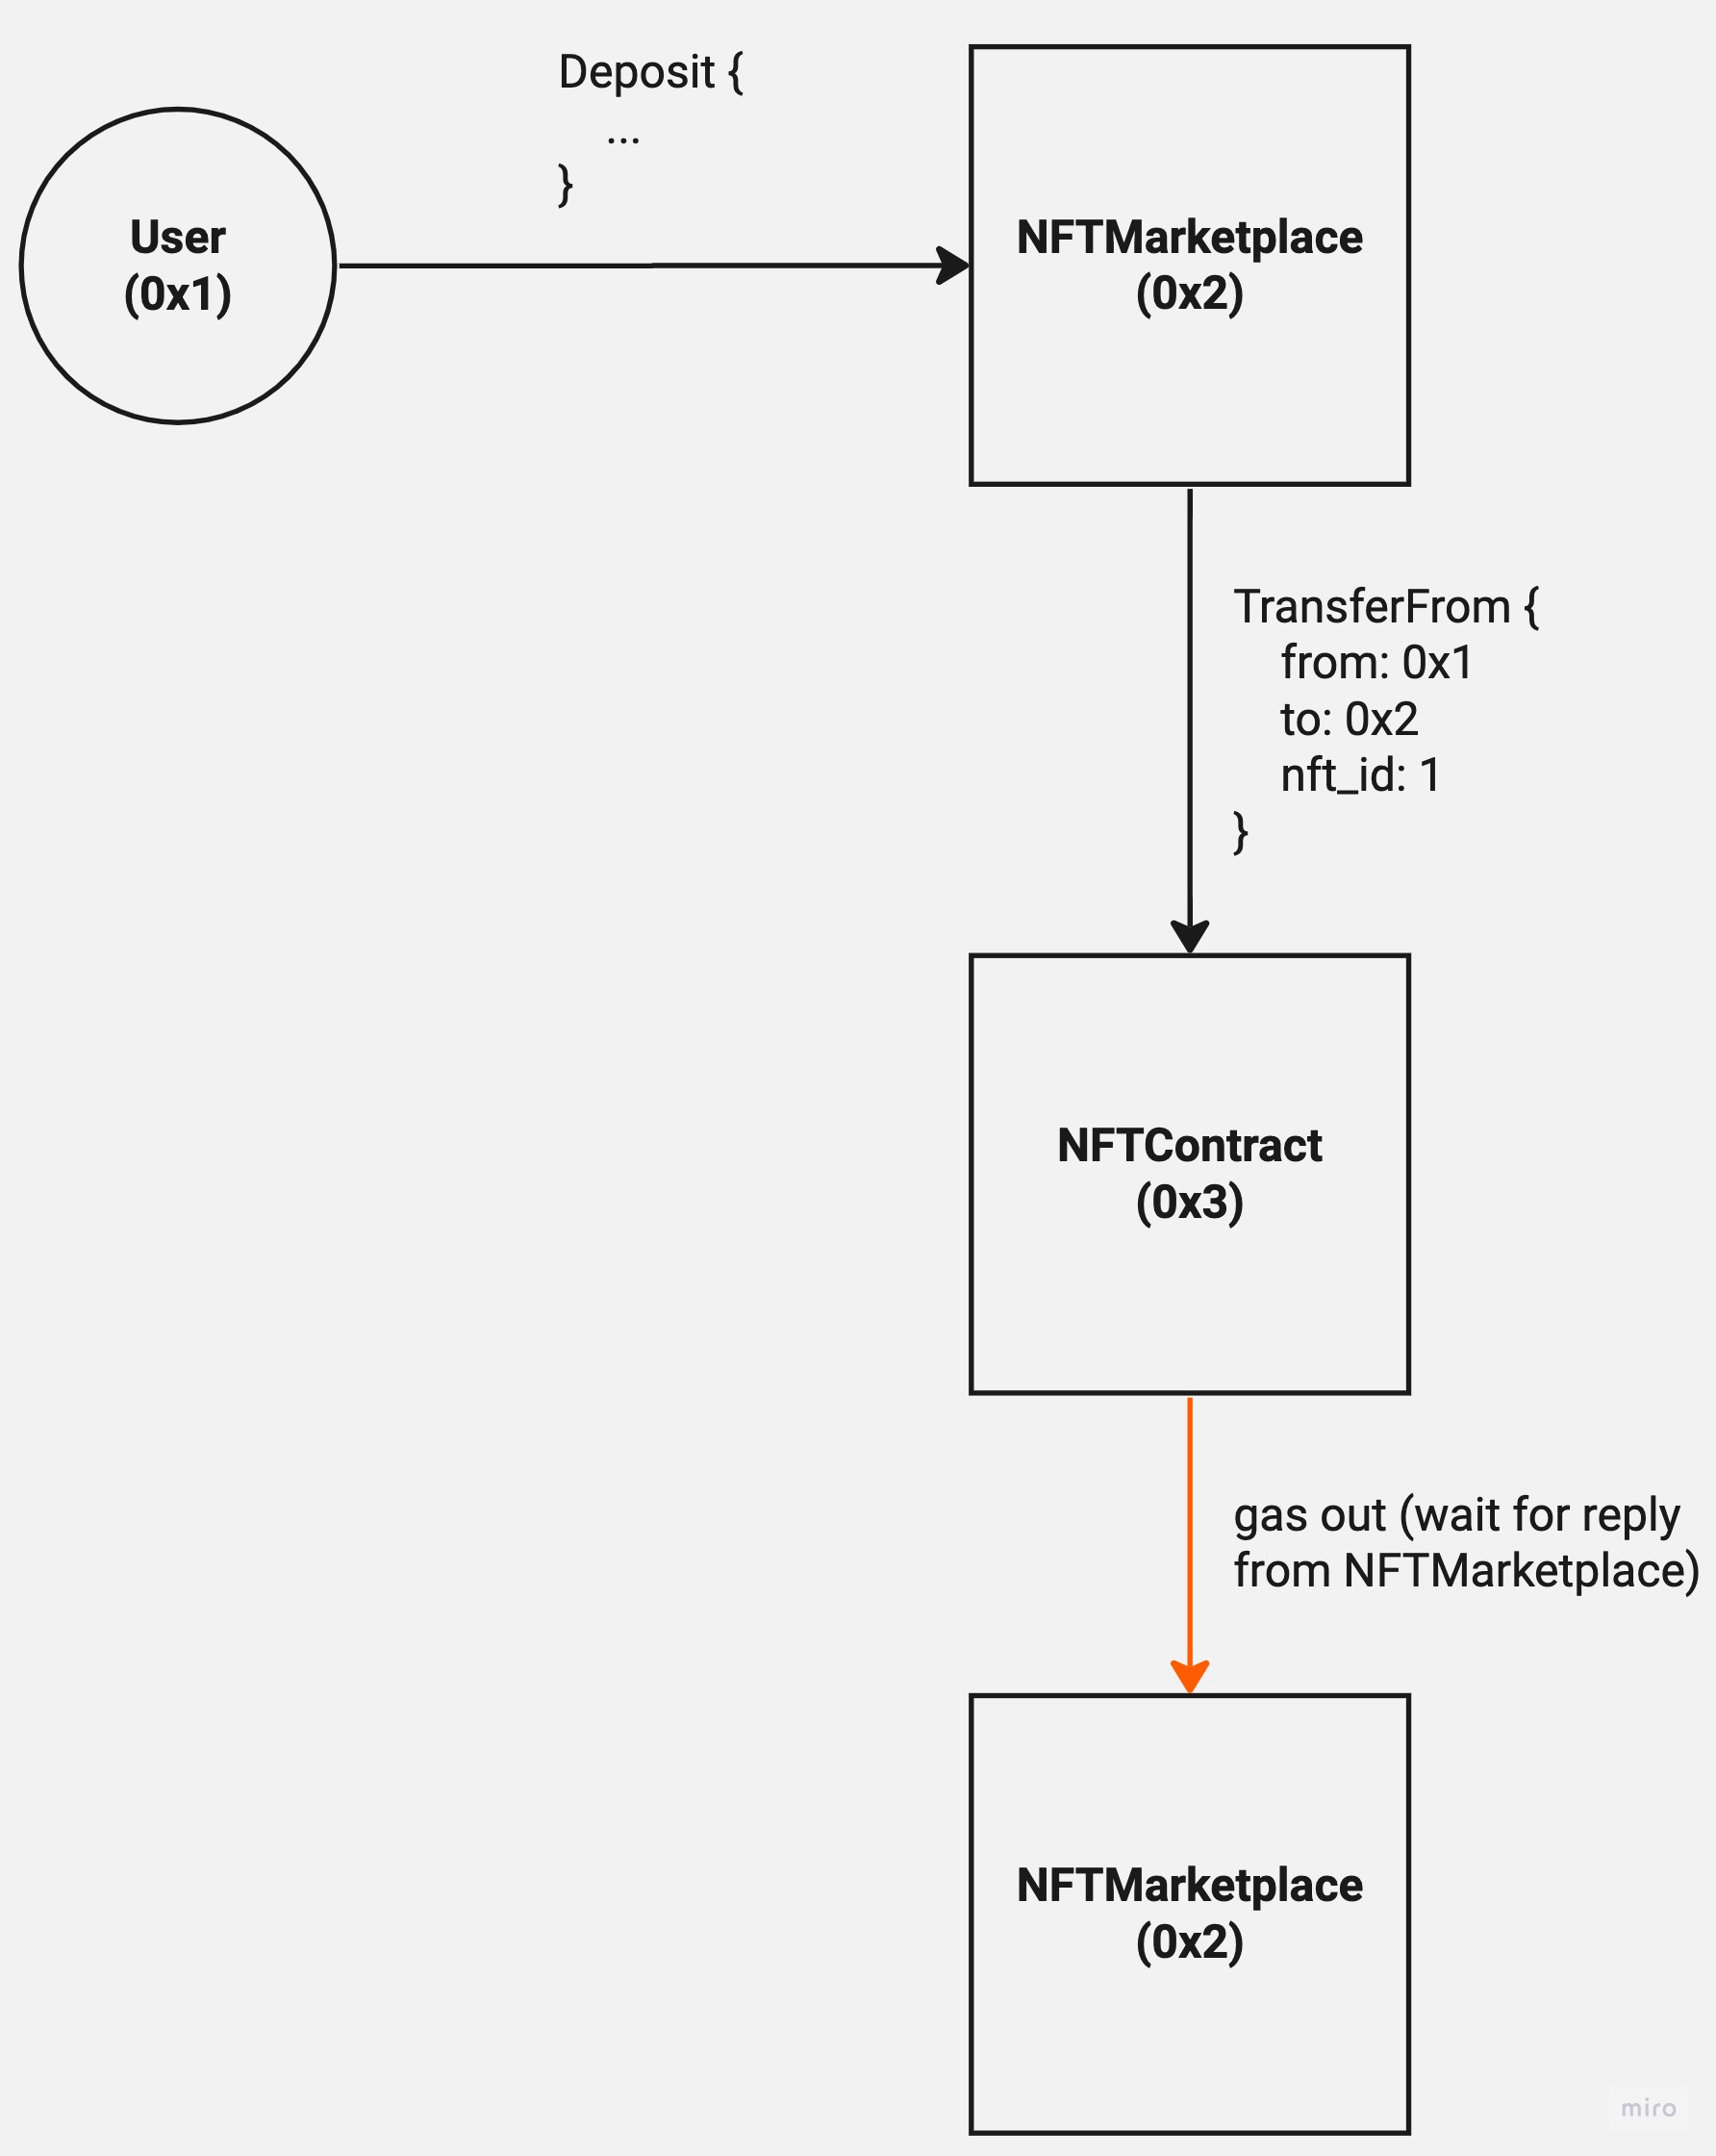 Deposit {
...
}
User
(0x1)
NFTMarketplace
(0x2)
TransferFrom {
from: 0x1
to: 0x2
nft_id: 1
}
NFTContract
(0x3)
gas out (wait for reply
from NFTMarketplace)
NFTMarketplace
(0x2)
miro